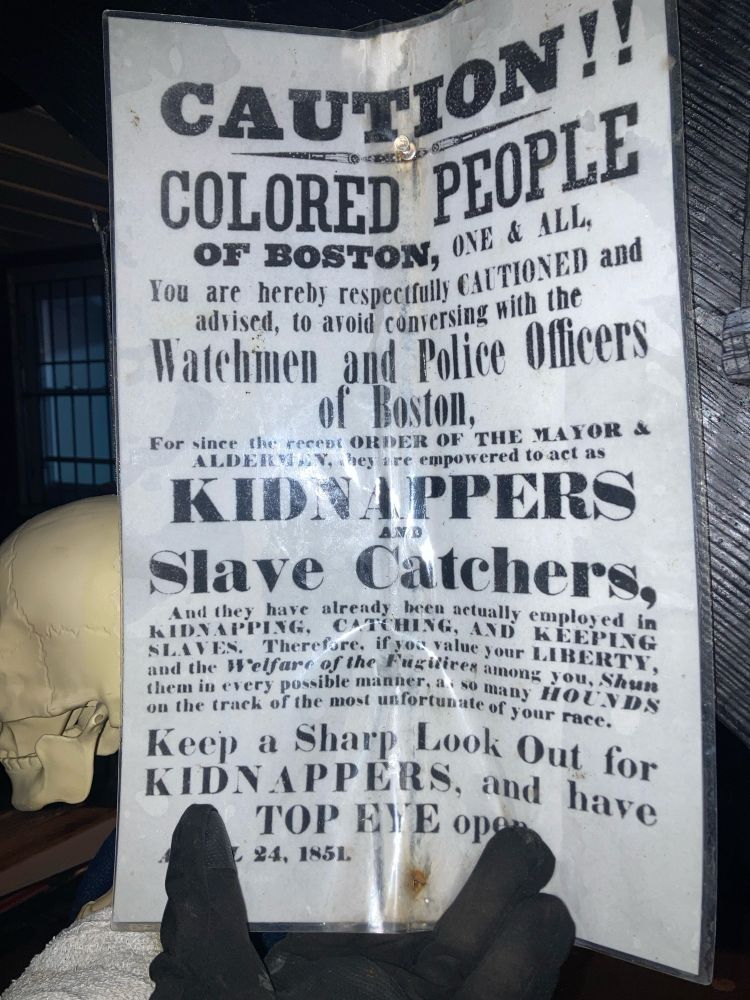 CAUTION!!
COLORED PEOPLE
OF BOSTON, ONE & ALL,
You are hereby respectfully CAUTIONED and
advised, to avoid conversing with the
Watchmen and Police Officers
of Boston,
For since the recent ORDER OF THE MAYOR &
ALDERMEN, they are empowered to act as
KIDNAPPERS
AND
Slave Catchers,
And they have already been actually employed in
KIDNAPPING, CATCHING, AND KEEPING
SLAVES. Therefore, if you value your LIBERTY,
and the Welfare of the Fugitives among you, Shun
them in every possible manner, as so many HOUNDS
on the track of the most unfortunate of your race.
Keep a Sharp Look Out for
KIDNAPPERS, and have
TOP EYE open
24, 1851.